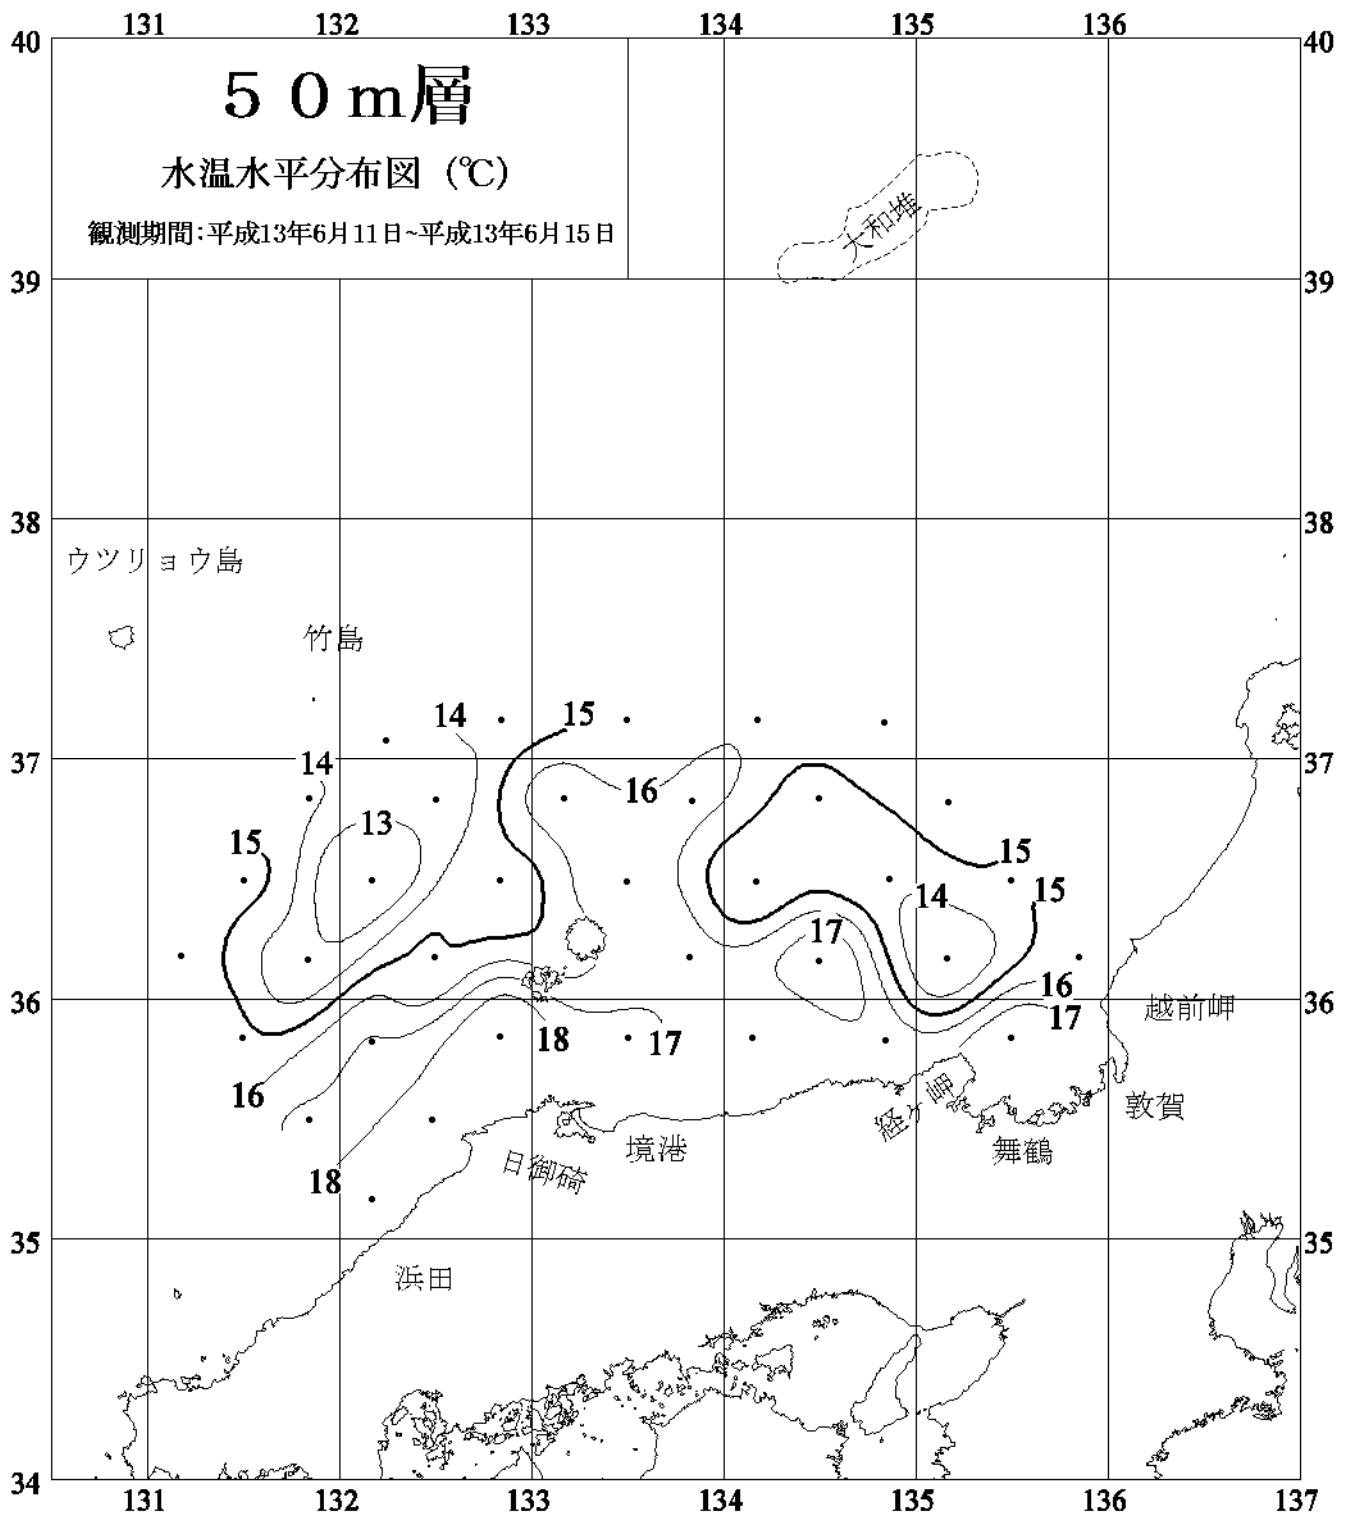 131 132 133 134 135 136
40 40
５０ｍ層
水温水平分布図（℃）
観測期間：平成13年6月11日~平成13年6月15日
大和堆
39 39
38 38
ウツリョウ島
竹島
14 15
37 14 37
16
13
15 15
14 15
17
36 16 36
越前岬
18 17 17
16
経ヶ岬 敦賀
日御碕 境港 舞鶴
18
35 35
浜田
34
131 132 133 134 135 136 137